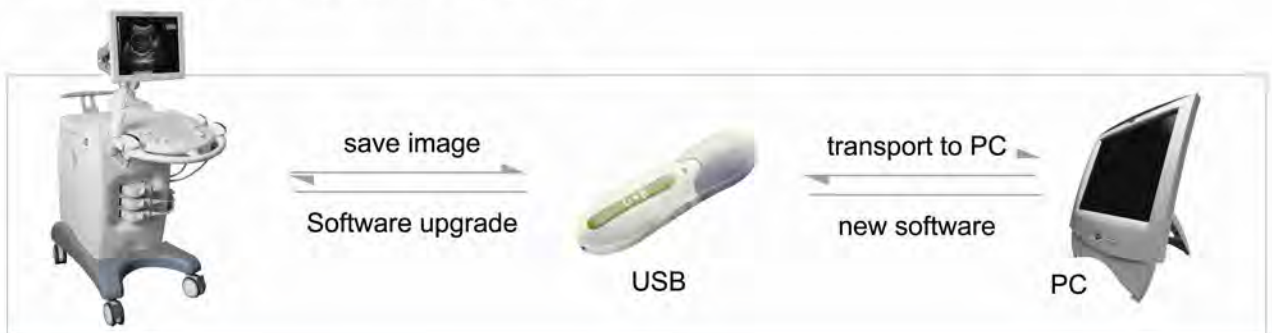 save image
Software upgrade
USB
transport to PC
new software
PC